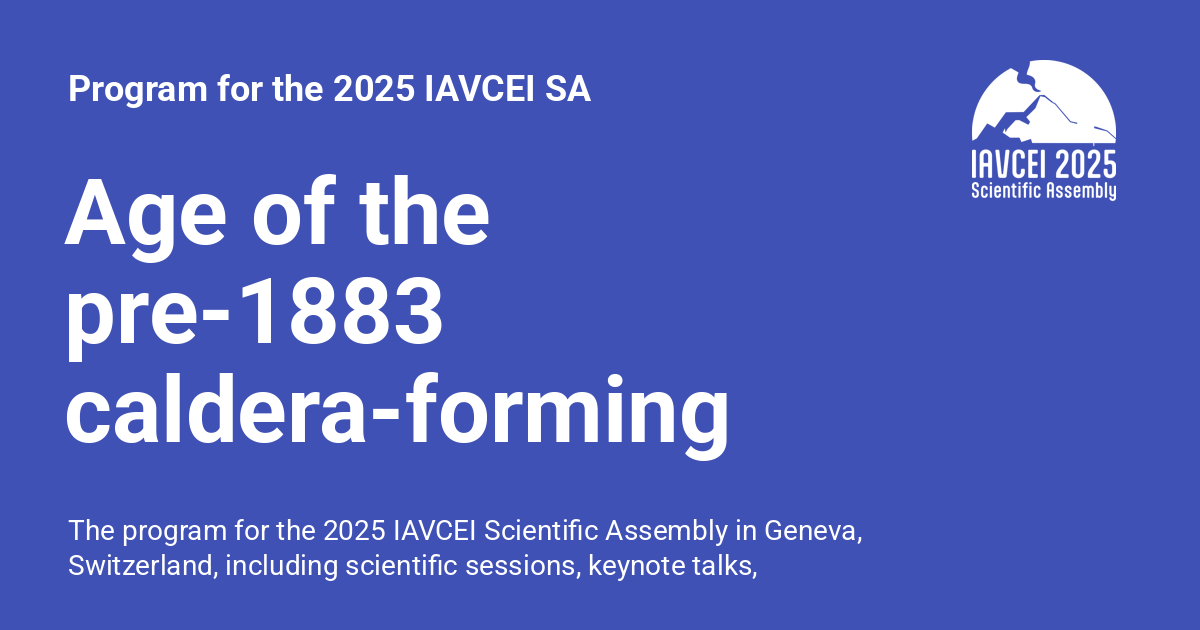 Program for the 2025 IAVCEI SA
IAVCEI 2025
Scientific Assembly
Age of the
pre-1883
caldera-forming
The program for the 2025 IAVCEI Scientific Assembly in Geneva,
Switzerland, including scientific sessions, keynote talks,